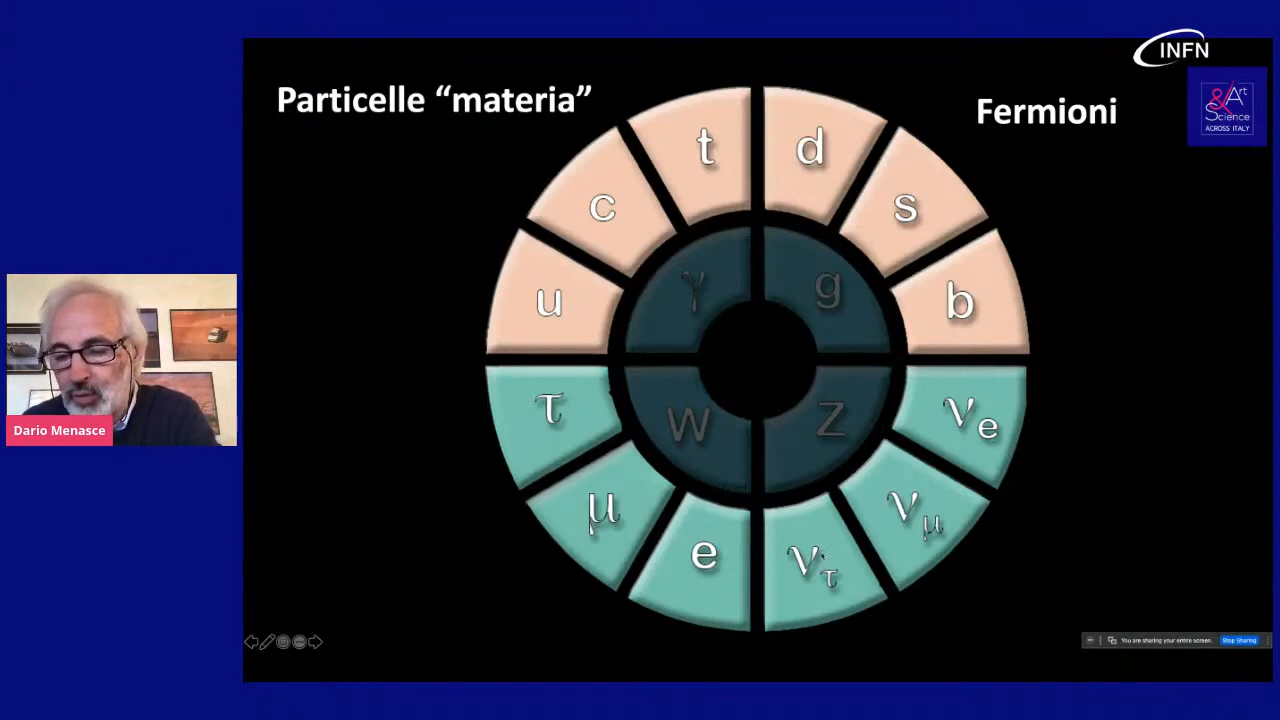 INFN
& Art
Science
ACROSS ITALY
Particelle “materia”
Fermioni
t
d
c
s
u
b
γ
g
W
Z
τ
νe
μ
νμ
e
ντ
Dario Menasce
You are sharing your entire screen.
Stop Sharing